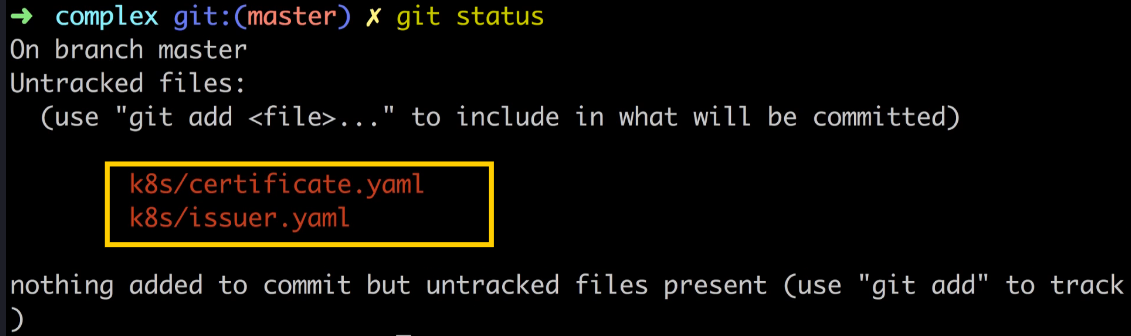 ➜ complex git:(master) ✗ git status
On branch master
Untracked files:
(use "git add <file>..." to include in what will be committed)
k8s/certificate.yaml
k8s/issuer.yaml
nothing added to commit but untracked files present (use "git add" to track
)